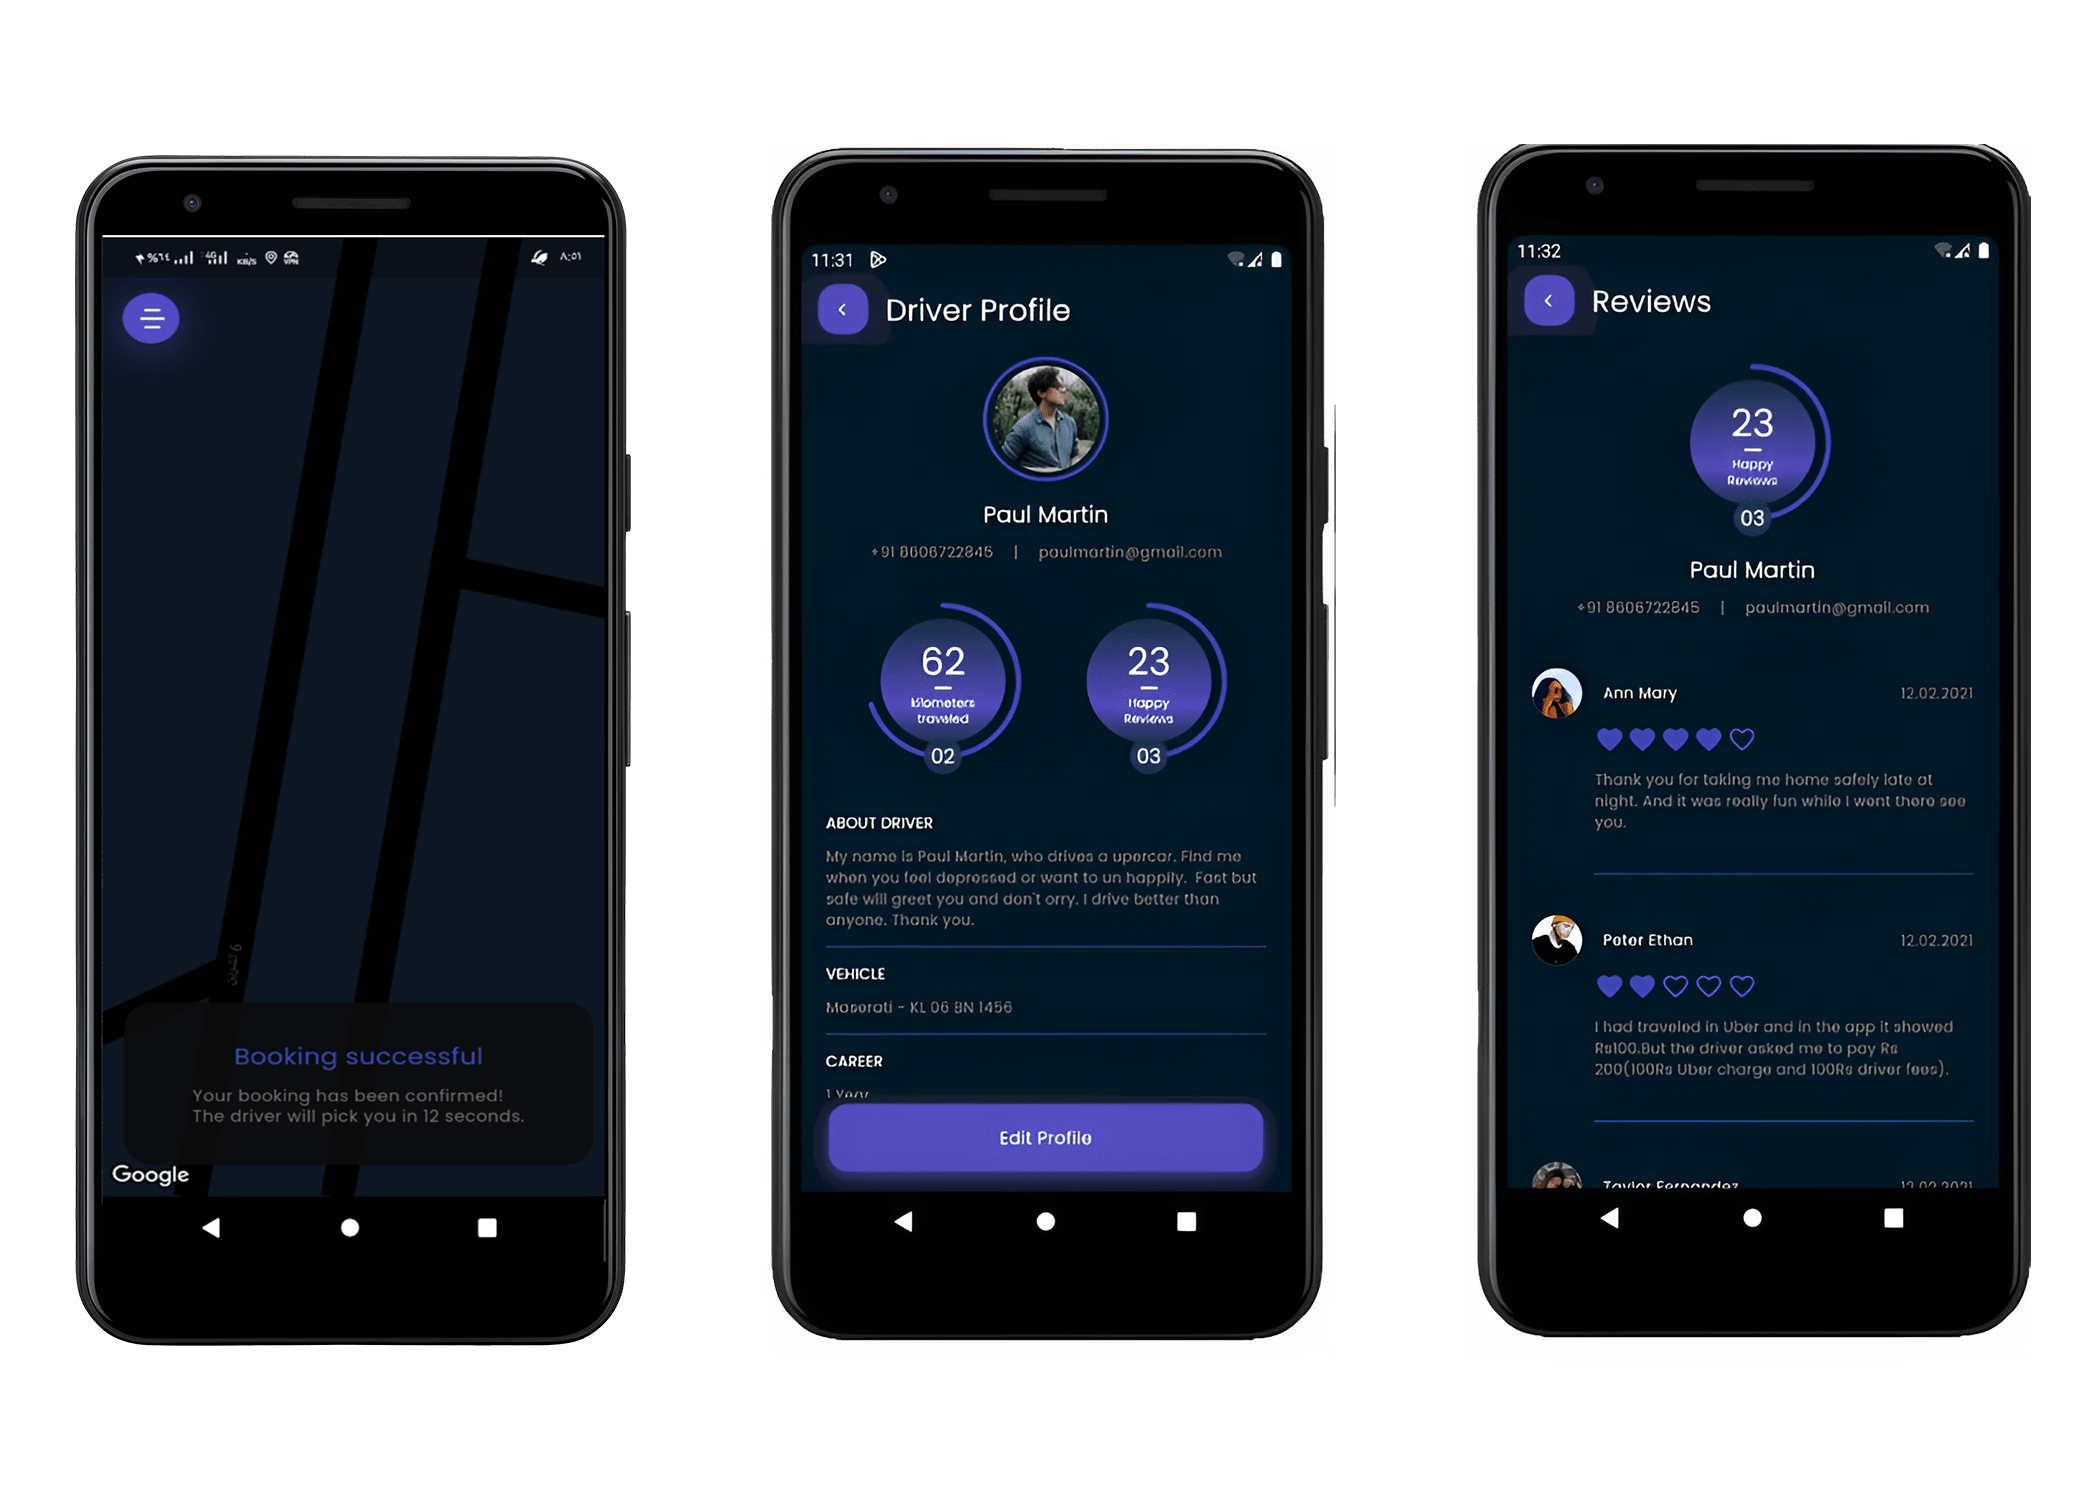 %٦٤
4G
KB/S
VPN
٨:٥١
6 تشرين
Booking successful
Your booking has been confirmed!
The driver will pick you in 12 seconds.
Google
11:31
Driver Profile
Paul Martin
+91 8606722845 | paulmartin@gmail.com
62
Kilometers
traveled
02
23
Happy
Reviews
03
ABOUT DRIVER
My name is Paul Martin, who drives a upercar. Find me
when you feel depressed or want to un happily. Fast but
safe will greet you and don't orry. I drive better than
anyone. Thank you.
VEHICLE
Maserati - KL 06 BN 1456
CAREER
1 Year
Edit Profile
11:32
Reviews
23
Happy
Reviews
03
Paul Martin
+91 8606722845 | paulmartin@gmail.com
Ann Mary 12.02.2021
Thank you for taking me home safely late at
night. And it was really fun while I went there see
you.
Peter Ethan 12.02.2021
I had traveled in Uber and in the app it showed
Rs100.But the driver asked me to pay Rs
200(100Rs Uber charge and 100Rs driver fees).
Taylor Fernandez 12.02.2021